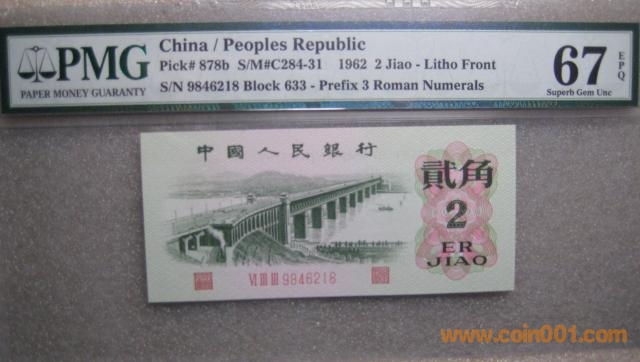 PMG
PAPER MONEY GUARANTY
China / Peoples Republic
Pick# 878b S/M#C284-31 1962 2 Jiao - Litho Front
S/N 9846218 Block 633 - Prefix 3 Roman Numerals
67 EPQ
Superb Gem Unc
中國人民銀行
貳角
2
ER
JIAO
VI III III 9846218
www.coin001.com